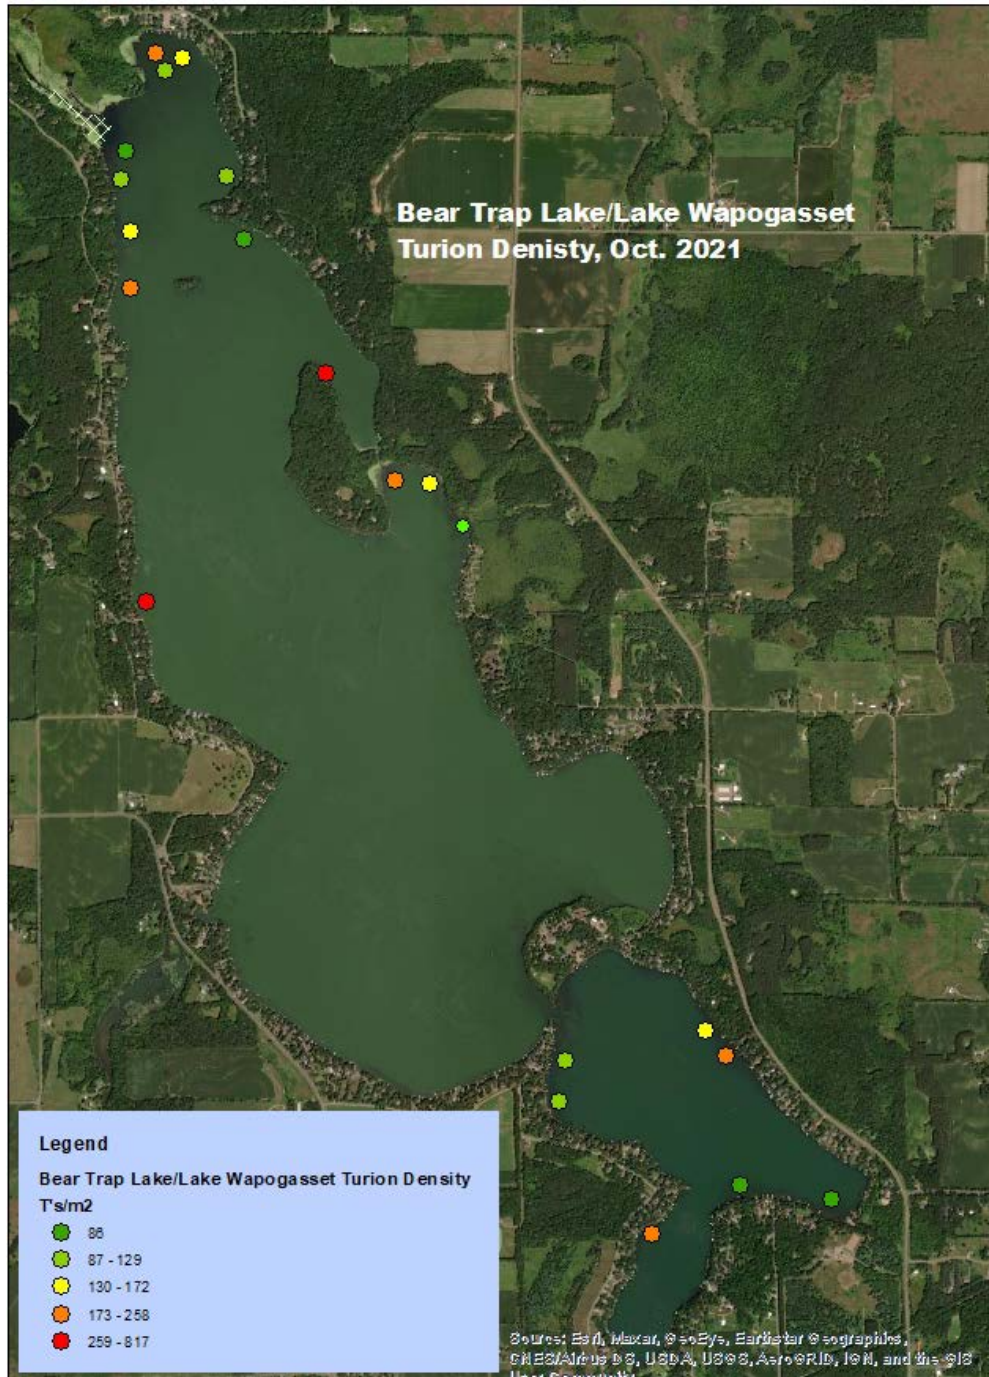 Bear Trap Lake/Lake Wapogasset
Turion Denisty, Oct. 2021
Legend
Bear Trap Lake/Lake Wapogasset Turion Density
T's/m2
86
87 - 129
130 - 172
173 - 258
259 - 817
Source: Esri, Maxar, GeoEye, Earthstar Geographics,
CNES/Airbus DS, USDA, USGS, AeroGRID, IGN, and the GIS
User Community